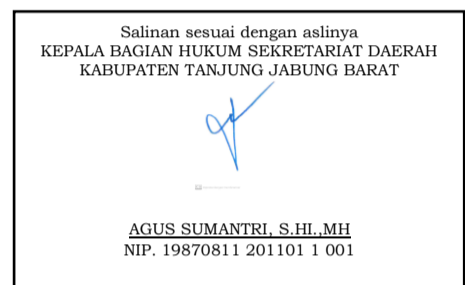 Salinan sesuai dengan aslinya
KEPALA BAGIAN HUKUM SEKRETARIAT DAERAH
KABUPATEN TANJUNG JABUNG BARAT
AGUS SUMANTRI, S.HI.,MH
NIP. 19870811 201101 1 001